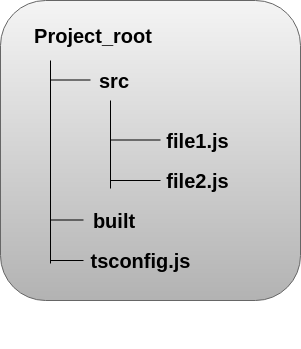 Project_root
src
file1.js
file2.js
built
tsconfig.js